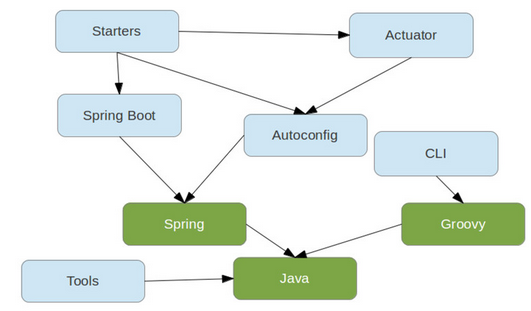 Starters
Actuator
Spring Boot
Autoconfig
CLI
Spring
Groovy
Tools
Java